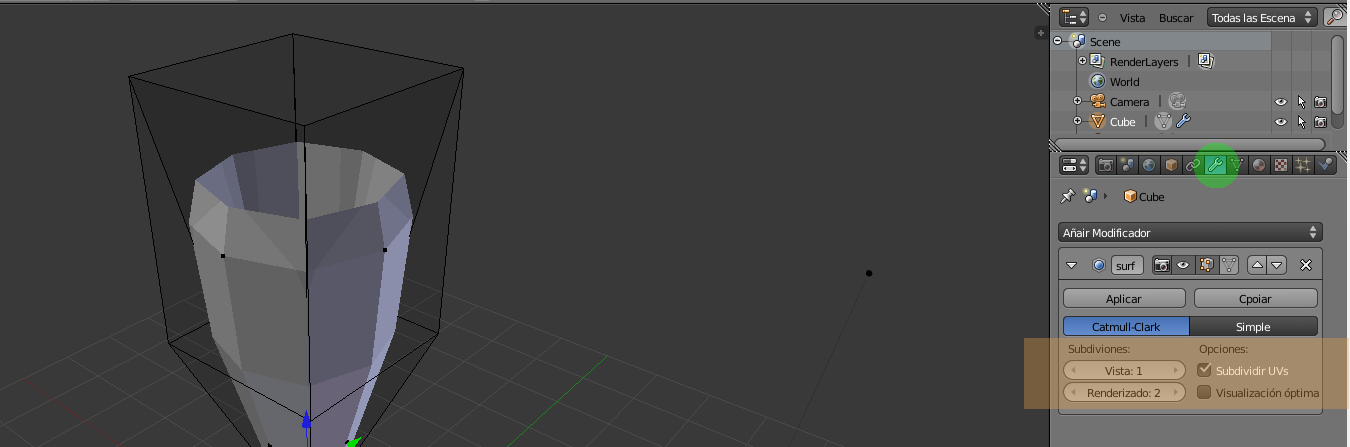 Vista Buscar Todas las Escena
Scene
RenderLayers
World
Camera
Cube
Cube
Añair Modificador
surf
Aplicar Cpoiar
Catmull-Clark Simple
Subdiviones: Opciones:
Vista: 1 Subdividir UVs
Renderizado: 2 Visualización óptima